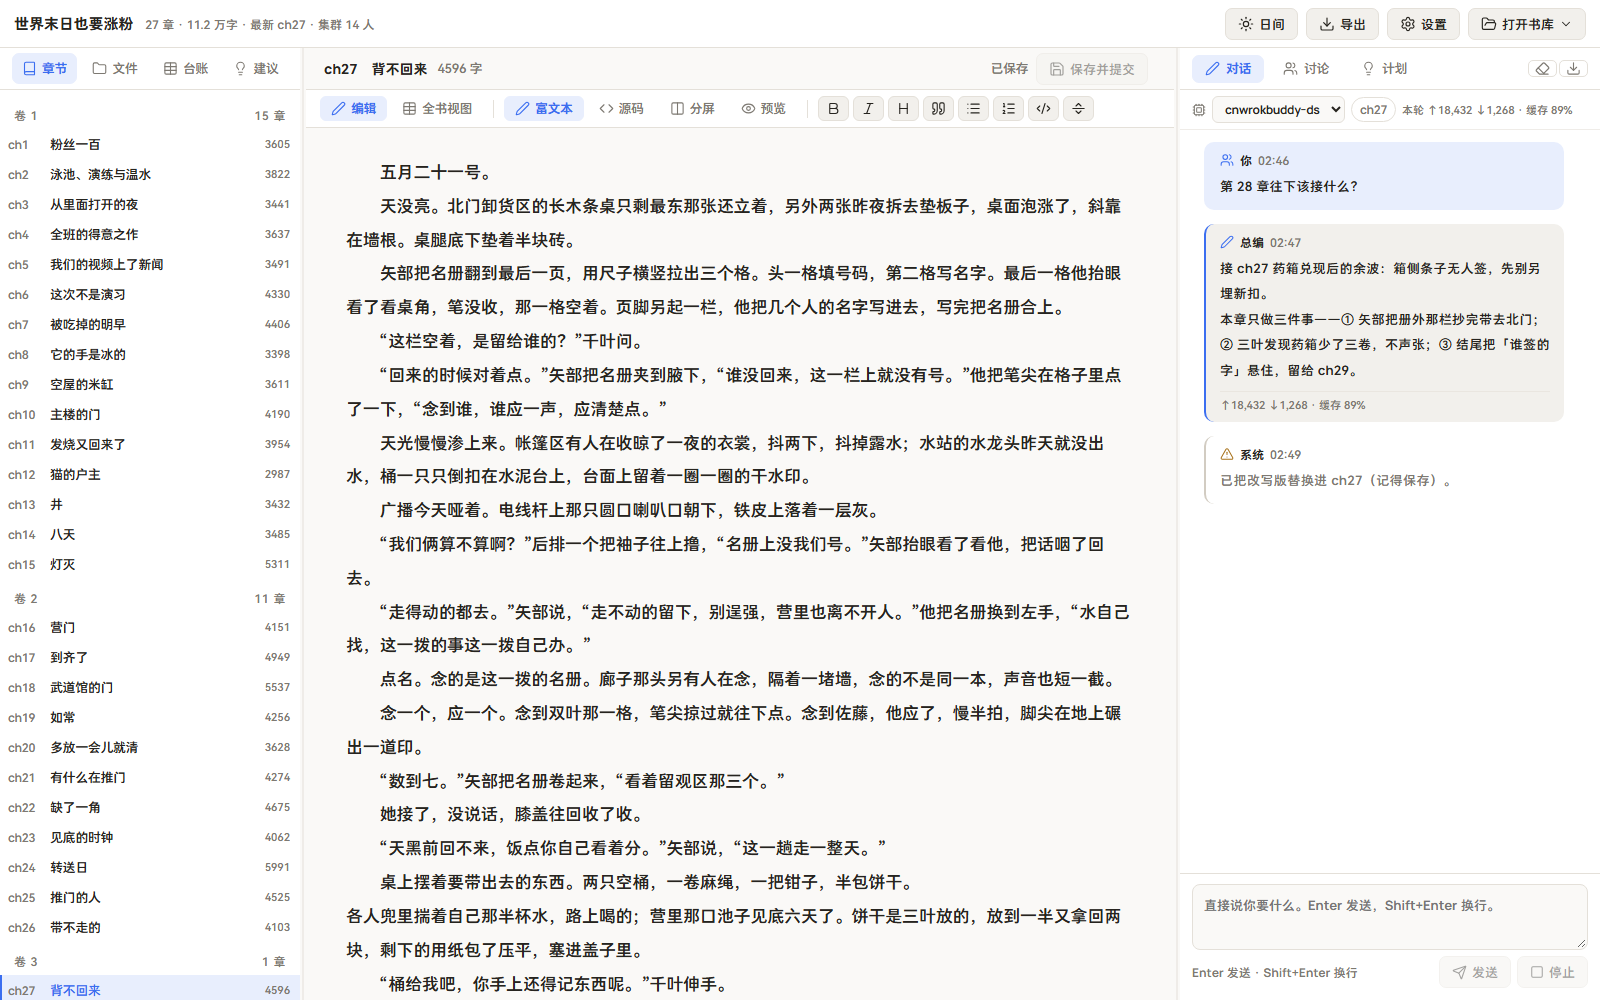 世界末日也要涨粉 27 章 · 11.2 万字 · 最新 ch27 · 集群 14 人
日间 导出 设置 打开书库
章节 文件 台账 建议
卷 1 15 章
ch1 粉丝一百 3605
ch2 泳池、演练与温水 3822
ch3 从里面打开的夜 3441
ch4 全班的得意之作 3637
ch5 我们的视频上了新闻 3491
ch6 这次不是演习 4330
ch7 被吃掉的明早 4406
ch8 它的手是冰的 3398
ch9 空屋的米缸 3611
ch10 主楼的门 4190
ch11 发烧又回来了 3954
ch12 猫的户主 2987
ch13 井 3432
ch14 八天 3485
ch15 灯灭 5311
卷 2 11 章
ch16 营门 4151
ch17 到齐了 4949
ch18 武道馆的门 5537
ch19 如常 4256
ch20 多放一会儿就清 3628
ch21 有什么在推门 4274
ch22 缺了一角 4675
ch23 见底的时钟 4062
ch24 转送日 5991
ch25 推门的人 4525
ch26 带不走的 4103
卷 3 1 章
ch27 背不回来 4596
ch27 背不回来 4596 字 已保存 保存并提交
编辑 全书视图 富文本 源码 分屏 预览 B I H
五月二十一号。
天没亮。北门卸货区的长木条桌只剩最东那张还立着，另外两张昨夜拆去垫板子，桌面泡涨了，斜靠
在墙根。桌腿底下垫着半块砖。
矢部把名册翻到最后一页，用尺子横竖拉出三个格。头一格填号码，第二格写名字。最后一格他抬眼
看了看桌角，笔没收，那一格空着。页脚另起一栏，他把几个人的名字写进去，写完把名册合上。
“这栏空着，是留给谁的？”千叶问。
“回来的时候对着点。”矢部把名册夹到腋下，“谁没回来，这一栏上就没有号。”他把笔尖在格子里点
了一下，“念到谁，谁应一声，应清楚点。”
天光慢慢渗上来。帐篷区有人在收晾了一夜的衣裳，抖两下，抖掉露水；水站的水龙头昨天就没出
水，桶一只只倒扣在水泥台上，台面上留着一圈一圈的干水印。
广播今天哑着。电线杆上那只圆口喇叭口朝下，铁皮上落着一层灰。
“我们俩算不算啊？”后排一个把袖子往上撸，“名册上没我们号。”矢部抬眼看了看他，把话咽了回
去。
“走得动的都去。”矢部说，“走不动的留下，别逞强，营里也离不开人。”他把名册换到左手，“水自己
找，这一拨的事这一拨自己办。”
点名。念的是这一拨的名册。廊子那头另有人在念，隔着一堵墙，念的不是同一本，声音也短一截。
念一个，应一个。念到双叶那一格，笔尖掠过就往下点。念到佐藤，他应了，慢半拍，脚尖在地上碾
出一道印。
“数到七。”矢部把名册卷起来，“看着留观区那三个。”
她接了，没说话，膝盖往回收了收。
“天黑前回不来，饭点你自己看着分。”矢部说，“这一趟走一整天。”
桌上摆着要带出去的东西。两只空桶，一卷麻绳，一把钳子，半包饼干。
各人兜里揣着自己那半杯水，路上喝的；营里那口池子见底六天了。饼干是三叶放的，放到一半又拿回两
块，剩下的用纸包了压平，塞进盖子里。
“桶给我吧，你手上还得记东西呢。”千叶伸手。
对话 讨论 计划
cnwrokbuddy-ds ch27 本轮 ↑18,432 ↓1,268 · 缓存 89%
你 02:46
第 28 章往下该接什么？
总编 02:47
接 ch27 药箱兑现后的余波：箱侧条子无人签，先别另
埋新扣。
本章只做三件事——① 矢部把册外那栏抄完带去北门；
② 三叶发现药箱少了三卷，不声张；③ 结尾把「谁签的
字」悬住，留给 ch29。
↑18,432 ↓1,268 · 缓存 89%
系统 02:49
已把改写版替换进 ch27（记得保存）。
直接说你要什么。Enter 发送，Shift+Enter 换行。
Enter 发送 · Shift+Enter 换行 发送 停止